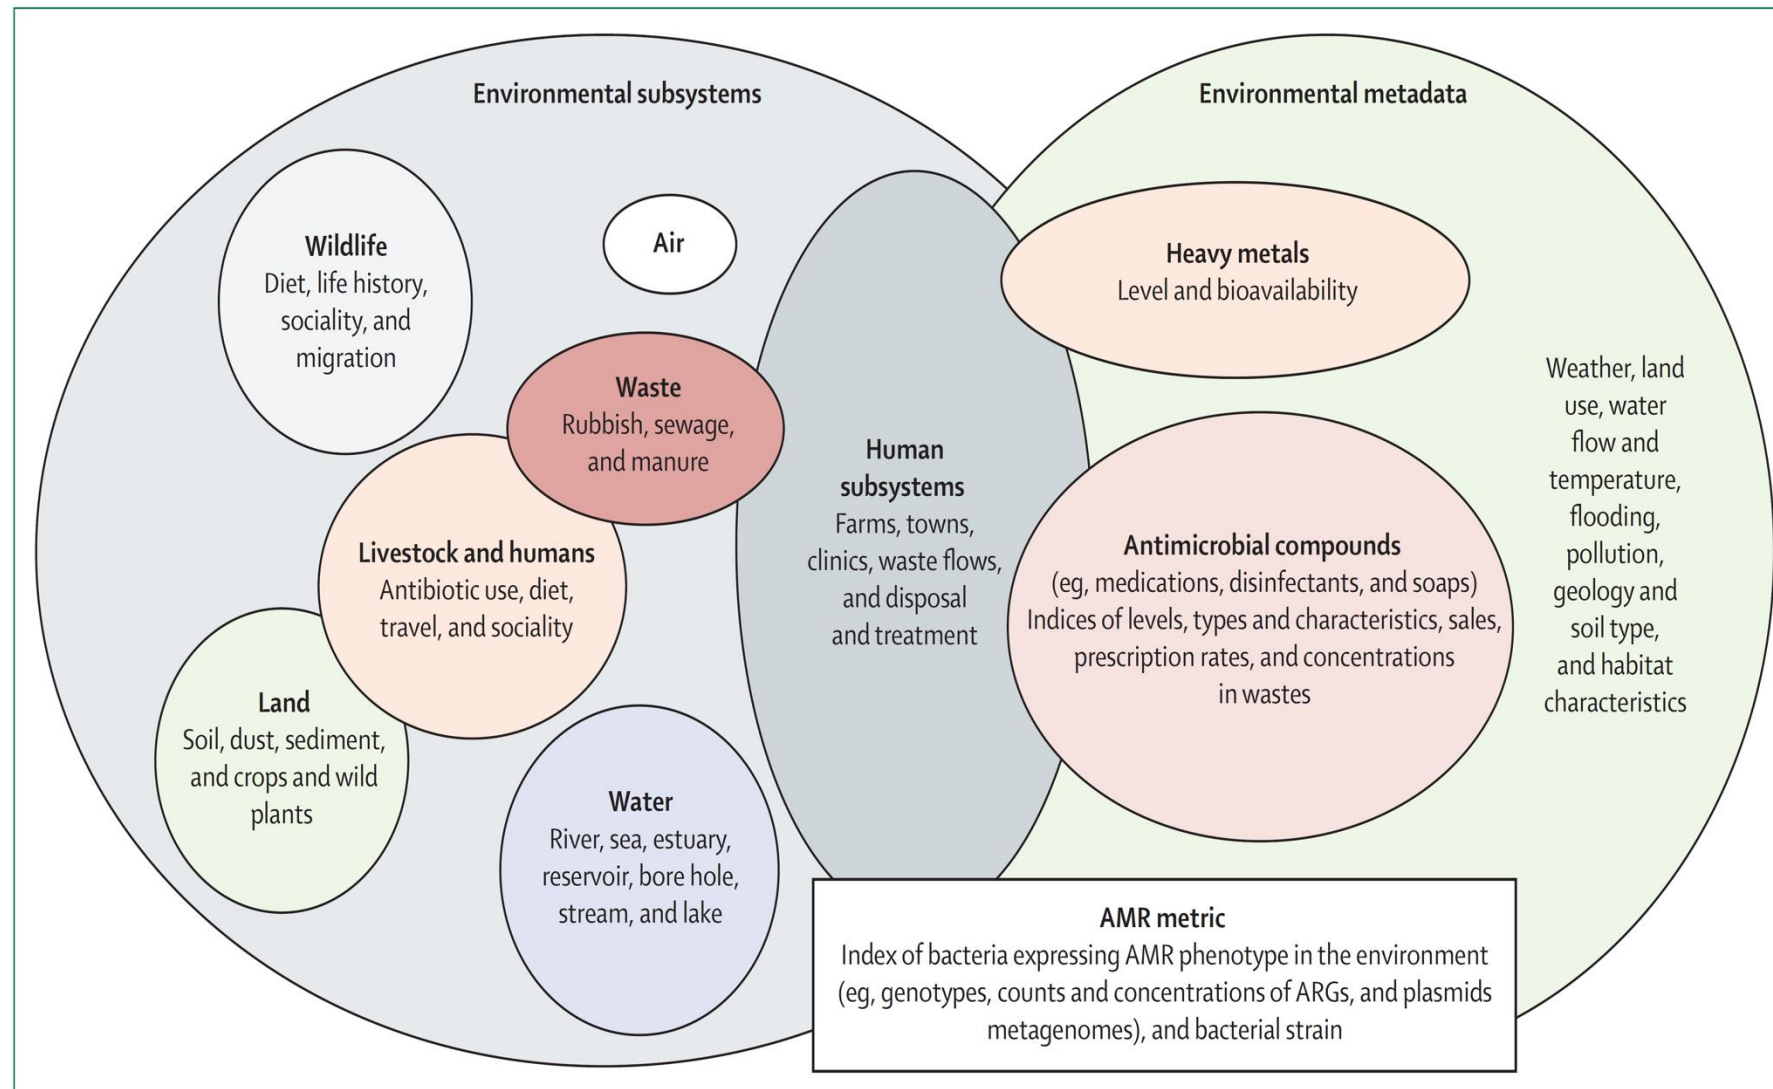 Environmental subsystems
Environmental metadata
Wildlife
Diet, life history,
sociality, and
migration
Air
Heavy metals
Level and bioavailability
Waste
Rubbish, sewage,
and manure
Human
subsystems
Farms, towns,
clinics, waste flows,
and disposal
and treatment
Weather, land
use, water
flow and
temperature,
flooding,
pollution,
geology and
soil type,
and habitat
characteristics
Livestock and humans
Antibiotic use, diet,
travel, and sociality
Antimicrobial compounds
(eg, medications, disinfectants, and soaps)
Indices of levels, types and characteristics, sales,
prescription rates, and concentrations
in wastes
Land
Soil, dust, sediment,
and crops and wild
plants
Water
River, sea, estuary,
reservoir, bore hole,
stream, and lake
AMR metric
Index of bacteria expressing AMR phenotype in the environment
(eg, genotypes, counts and concentrations of ARGs, and plasmids
metagenomes), and bacterial strain